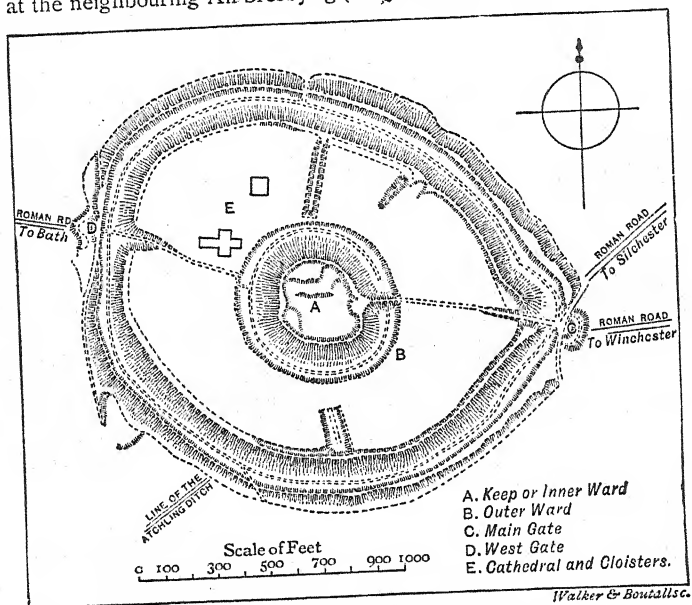 at the neighbouring
E
ROMAN RD
To Bath
D
A
B
ROMAN ROAD
To Silchester
C
ROMAN ROAD
To Winchester
LINE OF THE
ATCHLING DITCH
A. Keep or Inner Ward
B. Outer Ward
C. Main Gate
D. West Gate
E. Cathedral and Cloisters.
Scale of Feet
0 100 300 500 700 900 1000
Walker & Boutall sc.